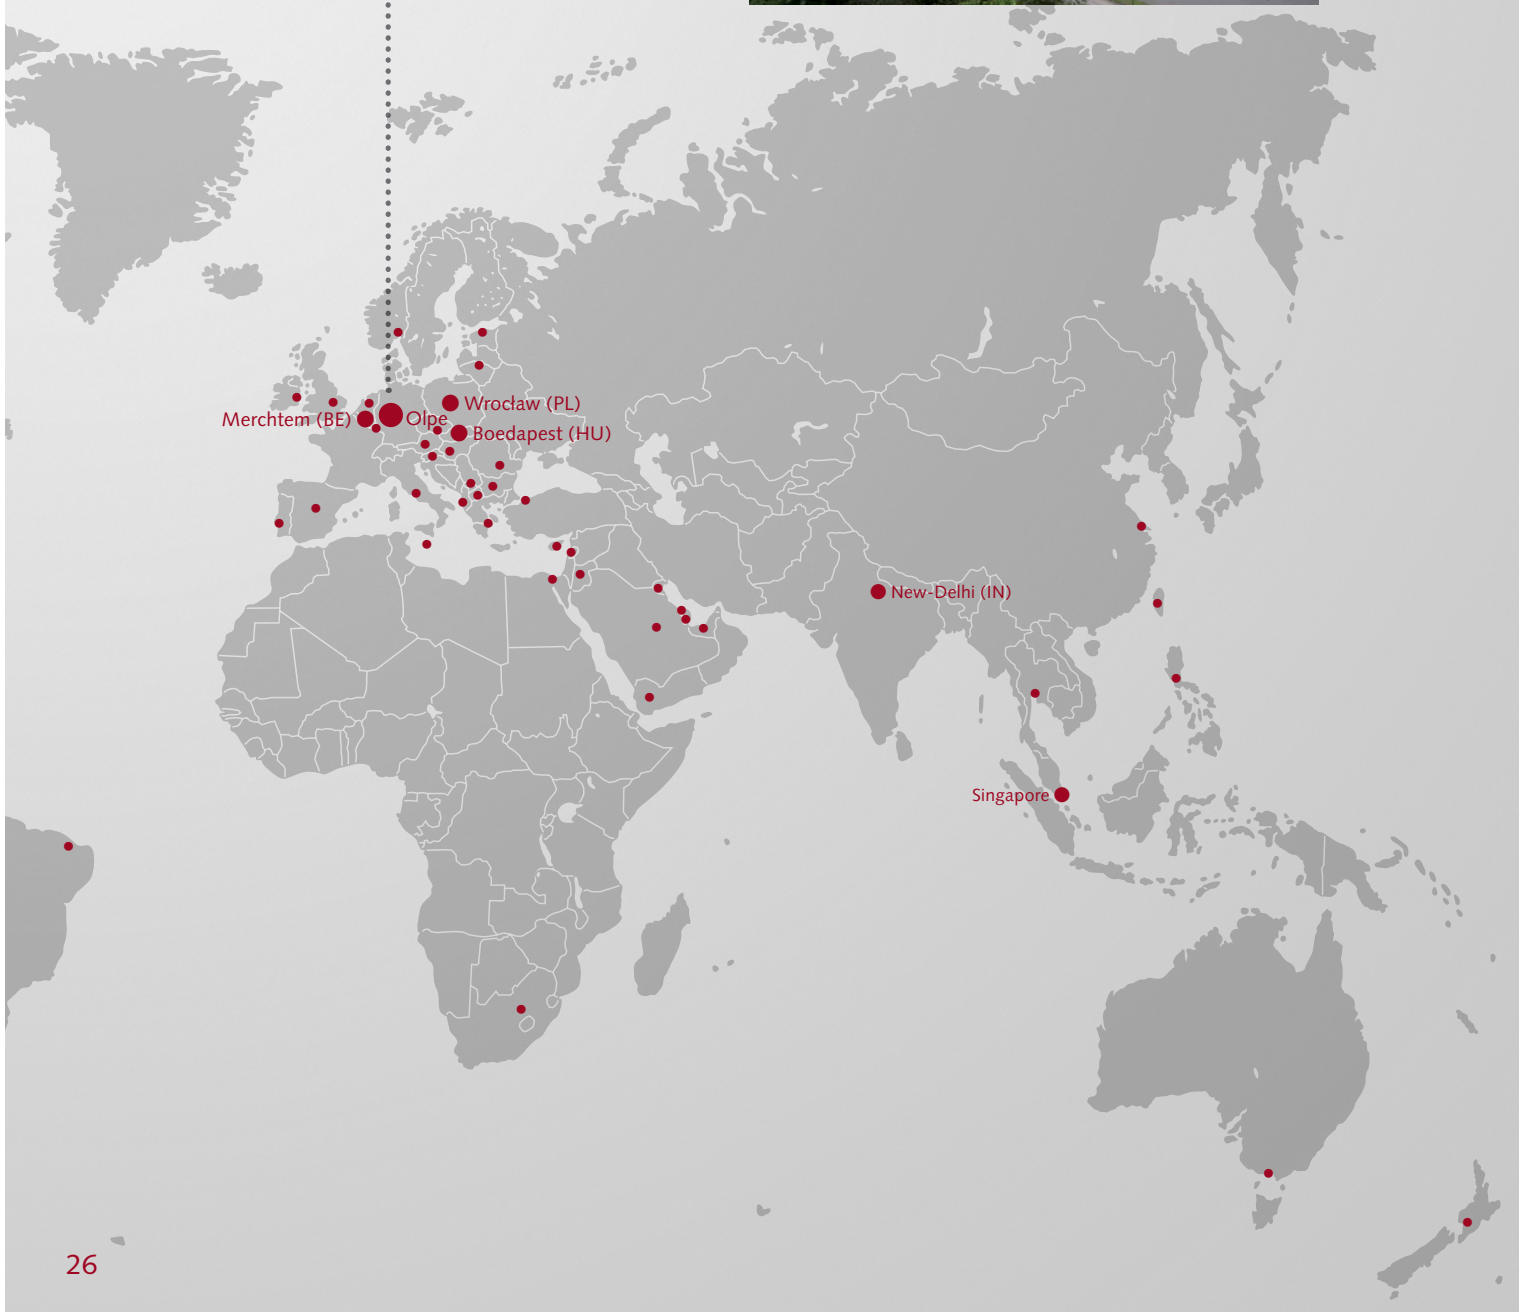 Wrocław (PL)
Merchtem (BE)
Olpe
Boedapest (HU)
New-Delhi (IN)
Singapore
26